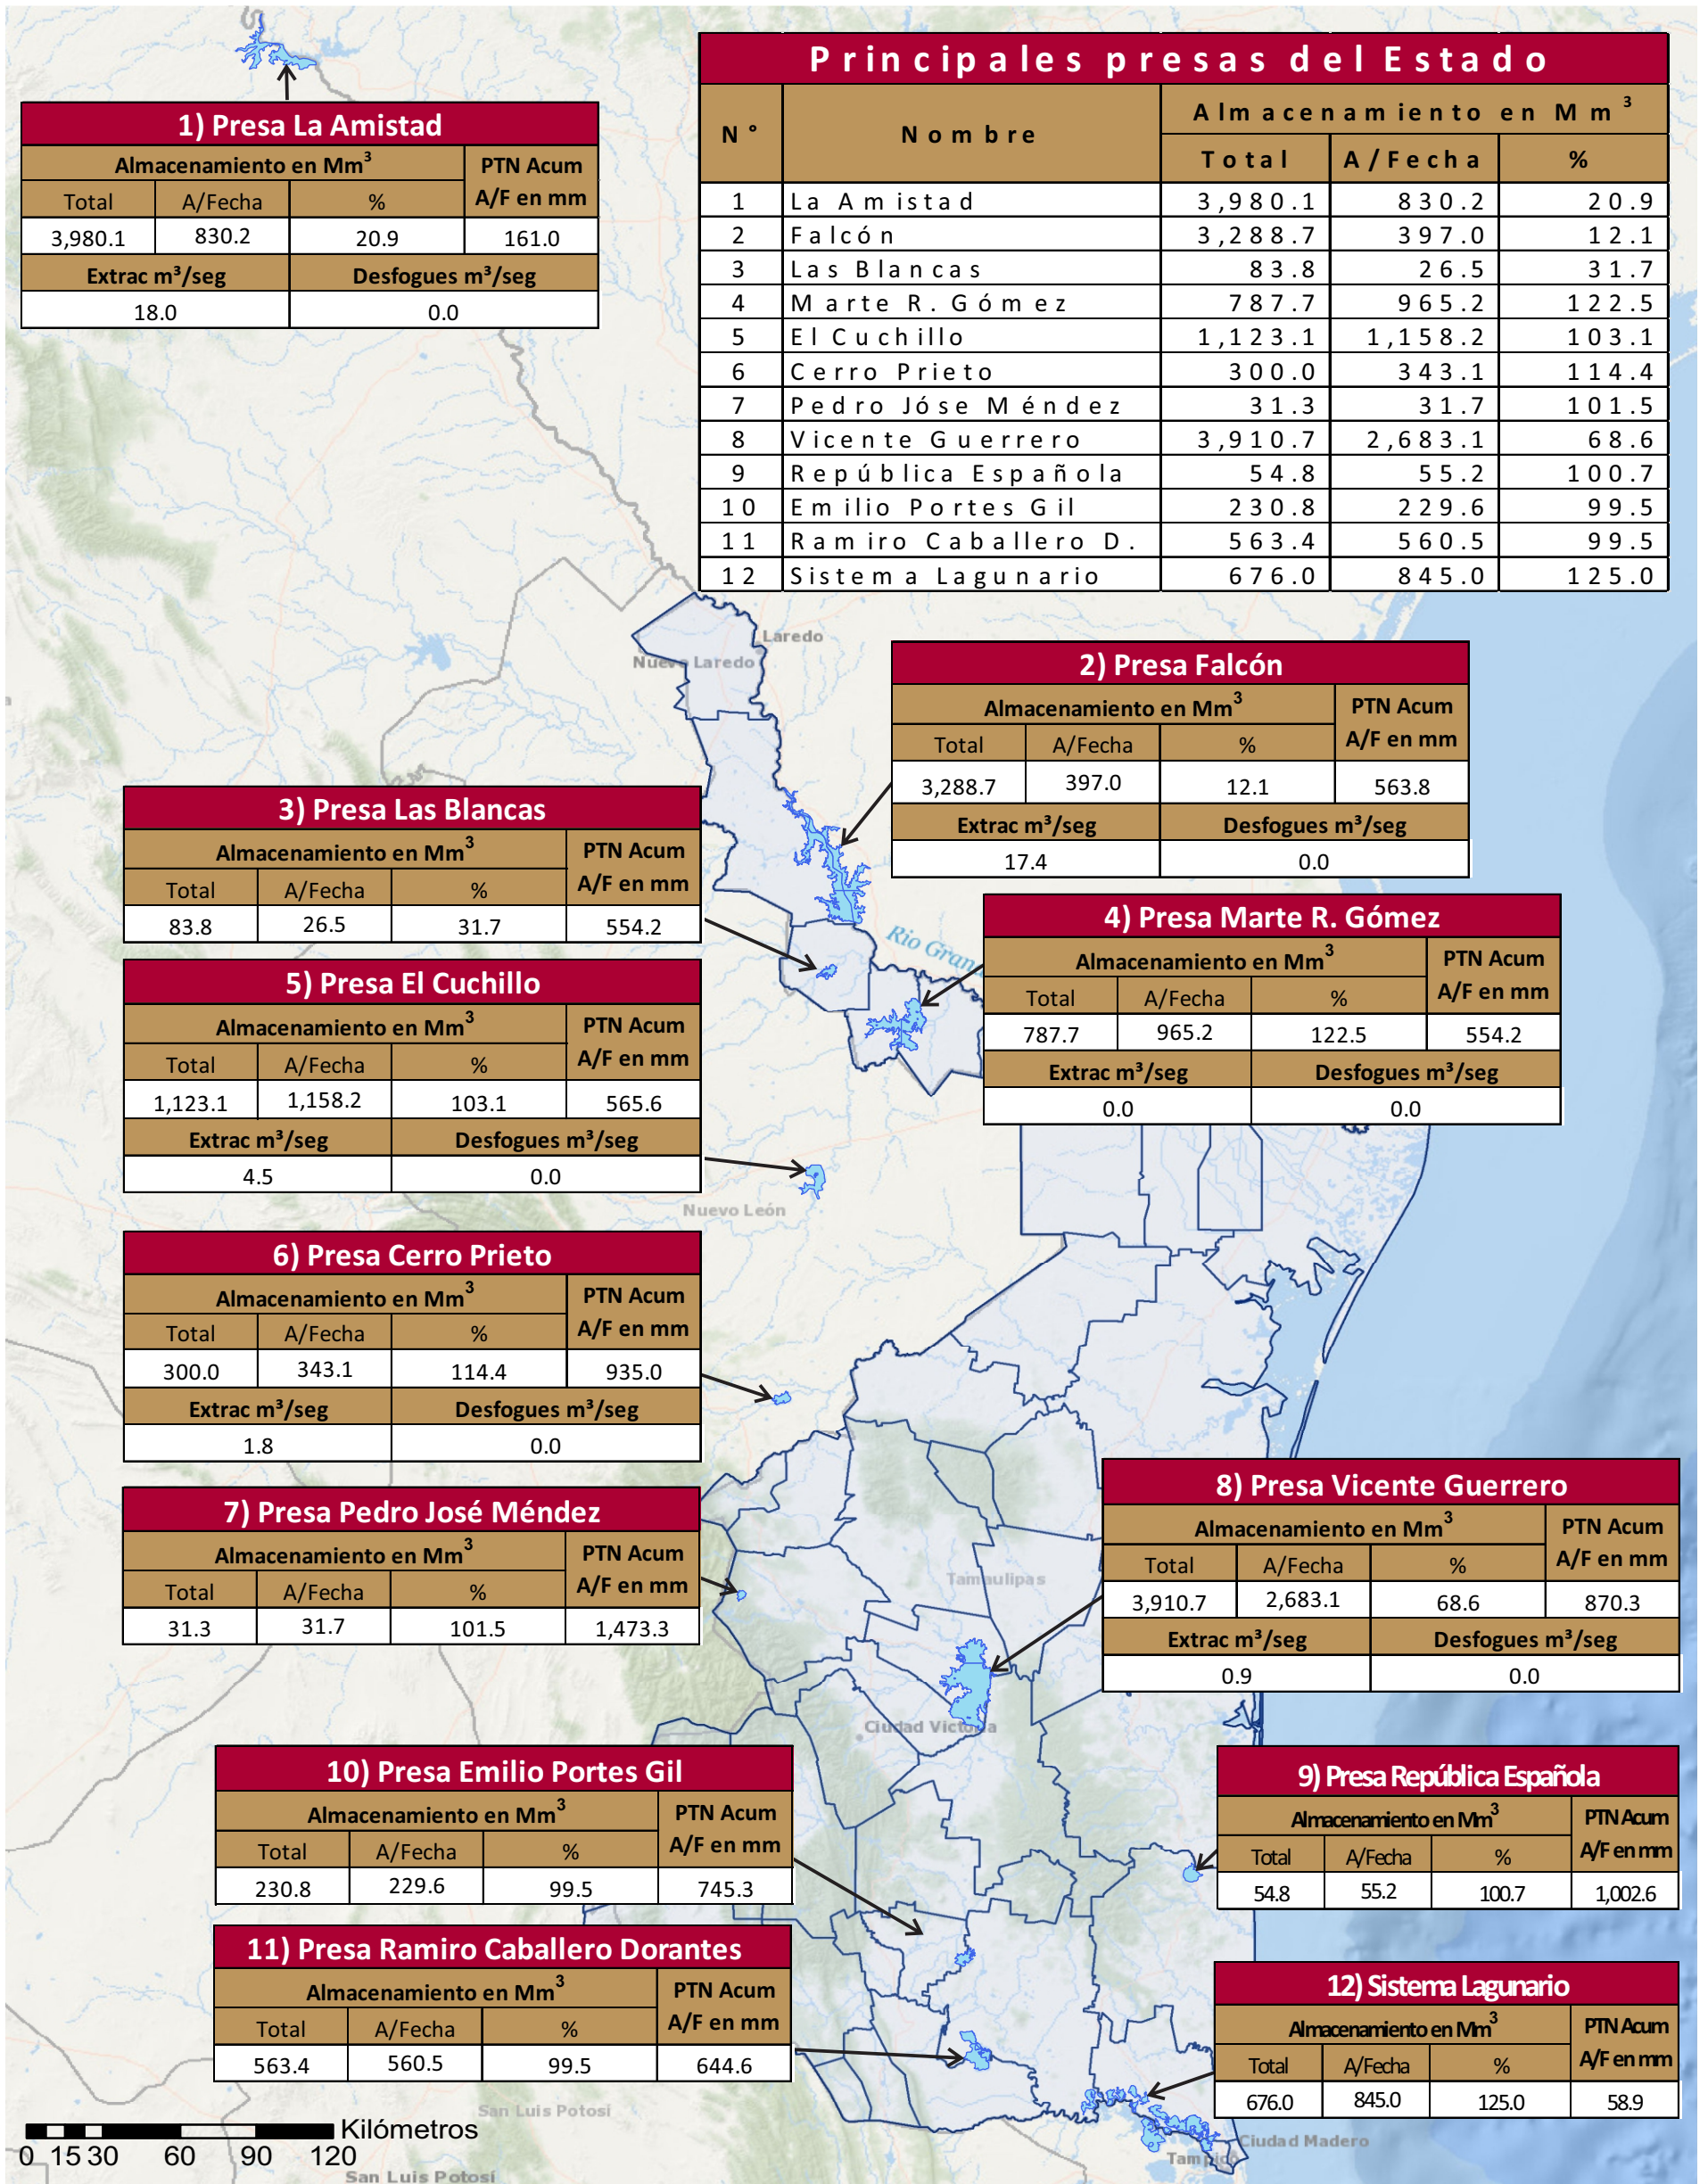 Principales presas del Estado
N° Nombre Almacenamiento en Mm³
Total A/Fecha %
1 La Amistad 3,980.1 830.2 20.9
2 Falcón 3,288.7 397.0 12.1
3 Las Blancas 83.8 26.5 31.7
4 Marte R. Gómez 787.7 965.2 122.5
5 El Cuchillo 1,123.1 1,158.2 103.1
6 Cerro Prieto 300.0 343.1 114.4
7 Pedro Jóse Méndez 31.3 31.7 101.5
8 Vicente Guerrero 3,910.7 2,683.1 68.6
9 República Española 54.8 55.2 100.7
10 Emilio Portes Gil 230.8 229.6 99.5
11 Ramiro Caballero D. 563.4 560.5 99.5
12 Sistema Lagunario 676.0 845.0 125.0
1) Presa La Amistad
Almacenamiento en Mm³ PTN Acum
Total A/Fecha % A/F en mm
3,980.1 830.2 20.9 161.0
Extrac m³/seg Desfogues m³/seg
18.0 0.0
Laredo
Nuevo Laredo
2) Presa Falcón
Almacenamiento en Mm³ PTN Acum
Total A/Fecha % A/F en mm
3,288.7 397.0 12.1 563.8
Extrac m³/seg Desfogues m³/seg
17.4 0.0
3) Presa Las Blancas
Almacenamiento en Mm³ PTN Acum
Total A/Fecha % A/F en mm
83.8 26.5 31.7 554.2
Rio Gran
4) Presa Marte R. Gómez
Almacenamiento en Mm³ PTN Acum
Total A/Fecha % A/F en mm
787.7 965.2 122.5 554.2
Extrac m³/seg Desfogues m³/seg
0.0 0.0
5) Presa El Cuchillo
Almacenamiento en Mm³ PTN Acum
Total A/Fecha % A/F en mm
1,123.1 1,158.2 103.1 565.6
Extrac m³/seg Desfogues m³/seg
4.5 0.0
Nuevo León
6) Presa Cerro Prieto
Almacenamiento en Mm³ PTN Acum
Total A/Fecha % A/F en mm
300.0 343.1 114.4 935.0
Extrac m³/seg Desfogues m³/seg
1.8 0.0
7) Presa Pedro José Méndez
Almacenamiento en Mm³ PTN Acum
Total A/Fecha % A/F en mm
31.3 31.7 101.5 1,473.3
Tamaulipas
8) Presa Vicente Guerrero
Almacenamiento en Mm³ PTN Acum
Total A/Fecha % A/F en mm
3,910.7 2,683.1 68.6 870.3
Extrac m³/seg Desfogues m³/seg
0.9 0.0
Ciudad Victoria
10) Presa Emilio Portes Gil
Almacenamiento en Mm³ PTN Acum
Total A/Fecha % A/F en mm
230.8 229.6 99.5 745.3
9) Presa República Española
Almacenamiento en Mm³ PTN Acum
Total A/Fecha % A/F en mm
54.8 55.2 100.7 1,002.6
11) Presa Ramiro Caballero Dorantes
Almacenamiento en Mm³ PTN Acum
Total A/Fecha % A/F en mm
563.4 560.5 99.5 644.6
12) Sistema Lagunario
Almacenamiento en Mm³ PTN Acum
Total A/Fecha % A/F en mm
676.0 845.0 125.0 58.9
San Luis Potosí
Ciudad Madero
Tampico
Kilómetros
0 15 30 60 90 120
San Luis Potosí